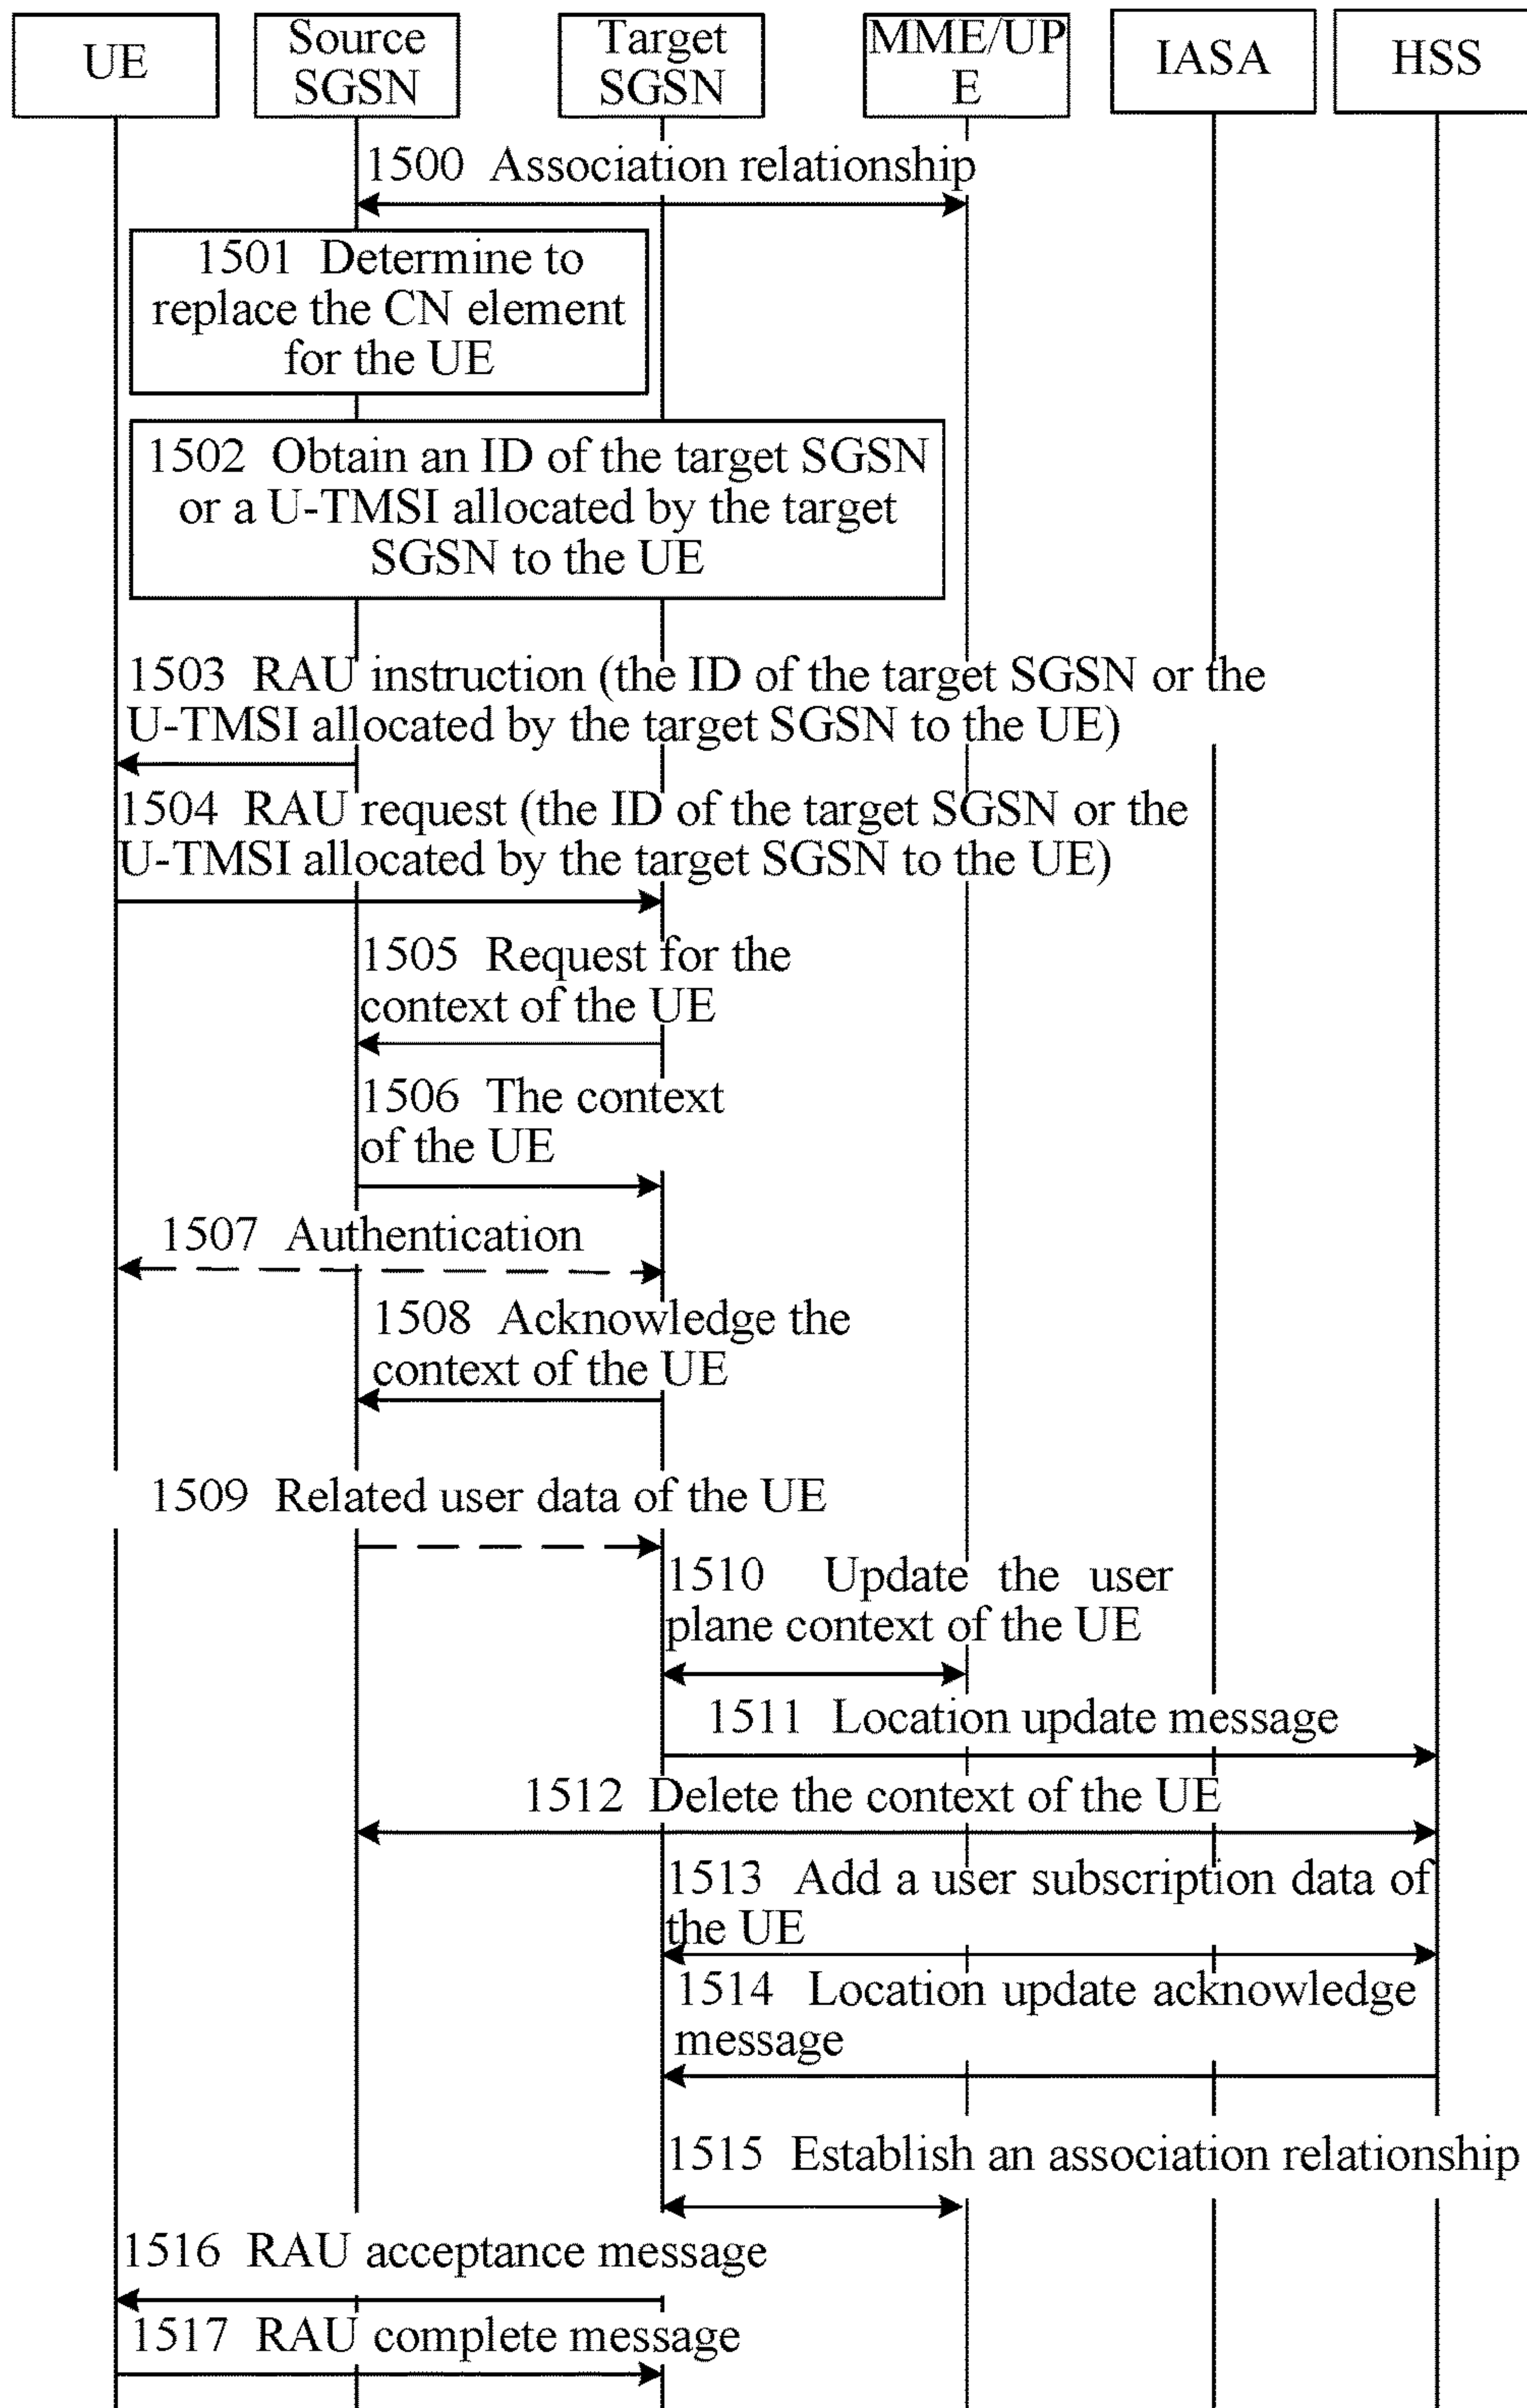 UE
Source
SGSN
Target
SGSN
MME/UP
E
IASA
HSS
1500 Association relationship
1501 Determine to
replace the CN element
for the UE
1502 Obtain an ID of the target SGSN
or a U-TMSI allocated by the target
SGSN to the UE
1503 RAU instruction (the ID of the target SGSN or the
U-TMSI allocated by the target SGSN to the UE)
1504 RAU request (the ID of the target SGSN or the
U-TMSI allocated by the target SGSN to the UE)
1505 Request for the
context of the UE
1506 The context
of the UE
1507 Authentication
1508 Acknowledge the
context of the UE
1509 Related user data of the UE
1510 Update the user
plane context of the UE
1511 Location update message
1512 Delete the context of the UE
1513 Add a user subscription data of
the UE
1514 Location update acknowledge
message
1515 Establish an association relationship
1516 RAU acceptance message
1517 RAU complete message